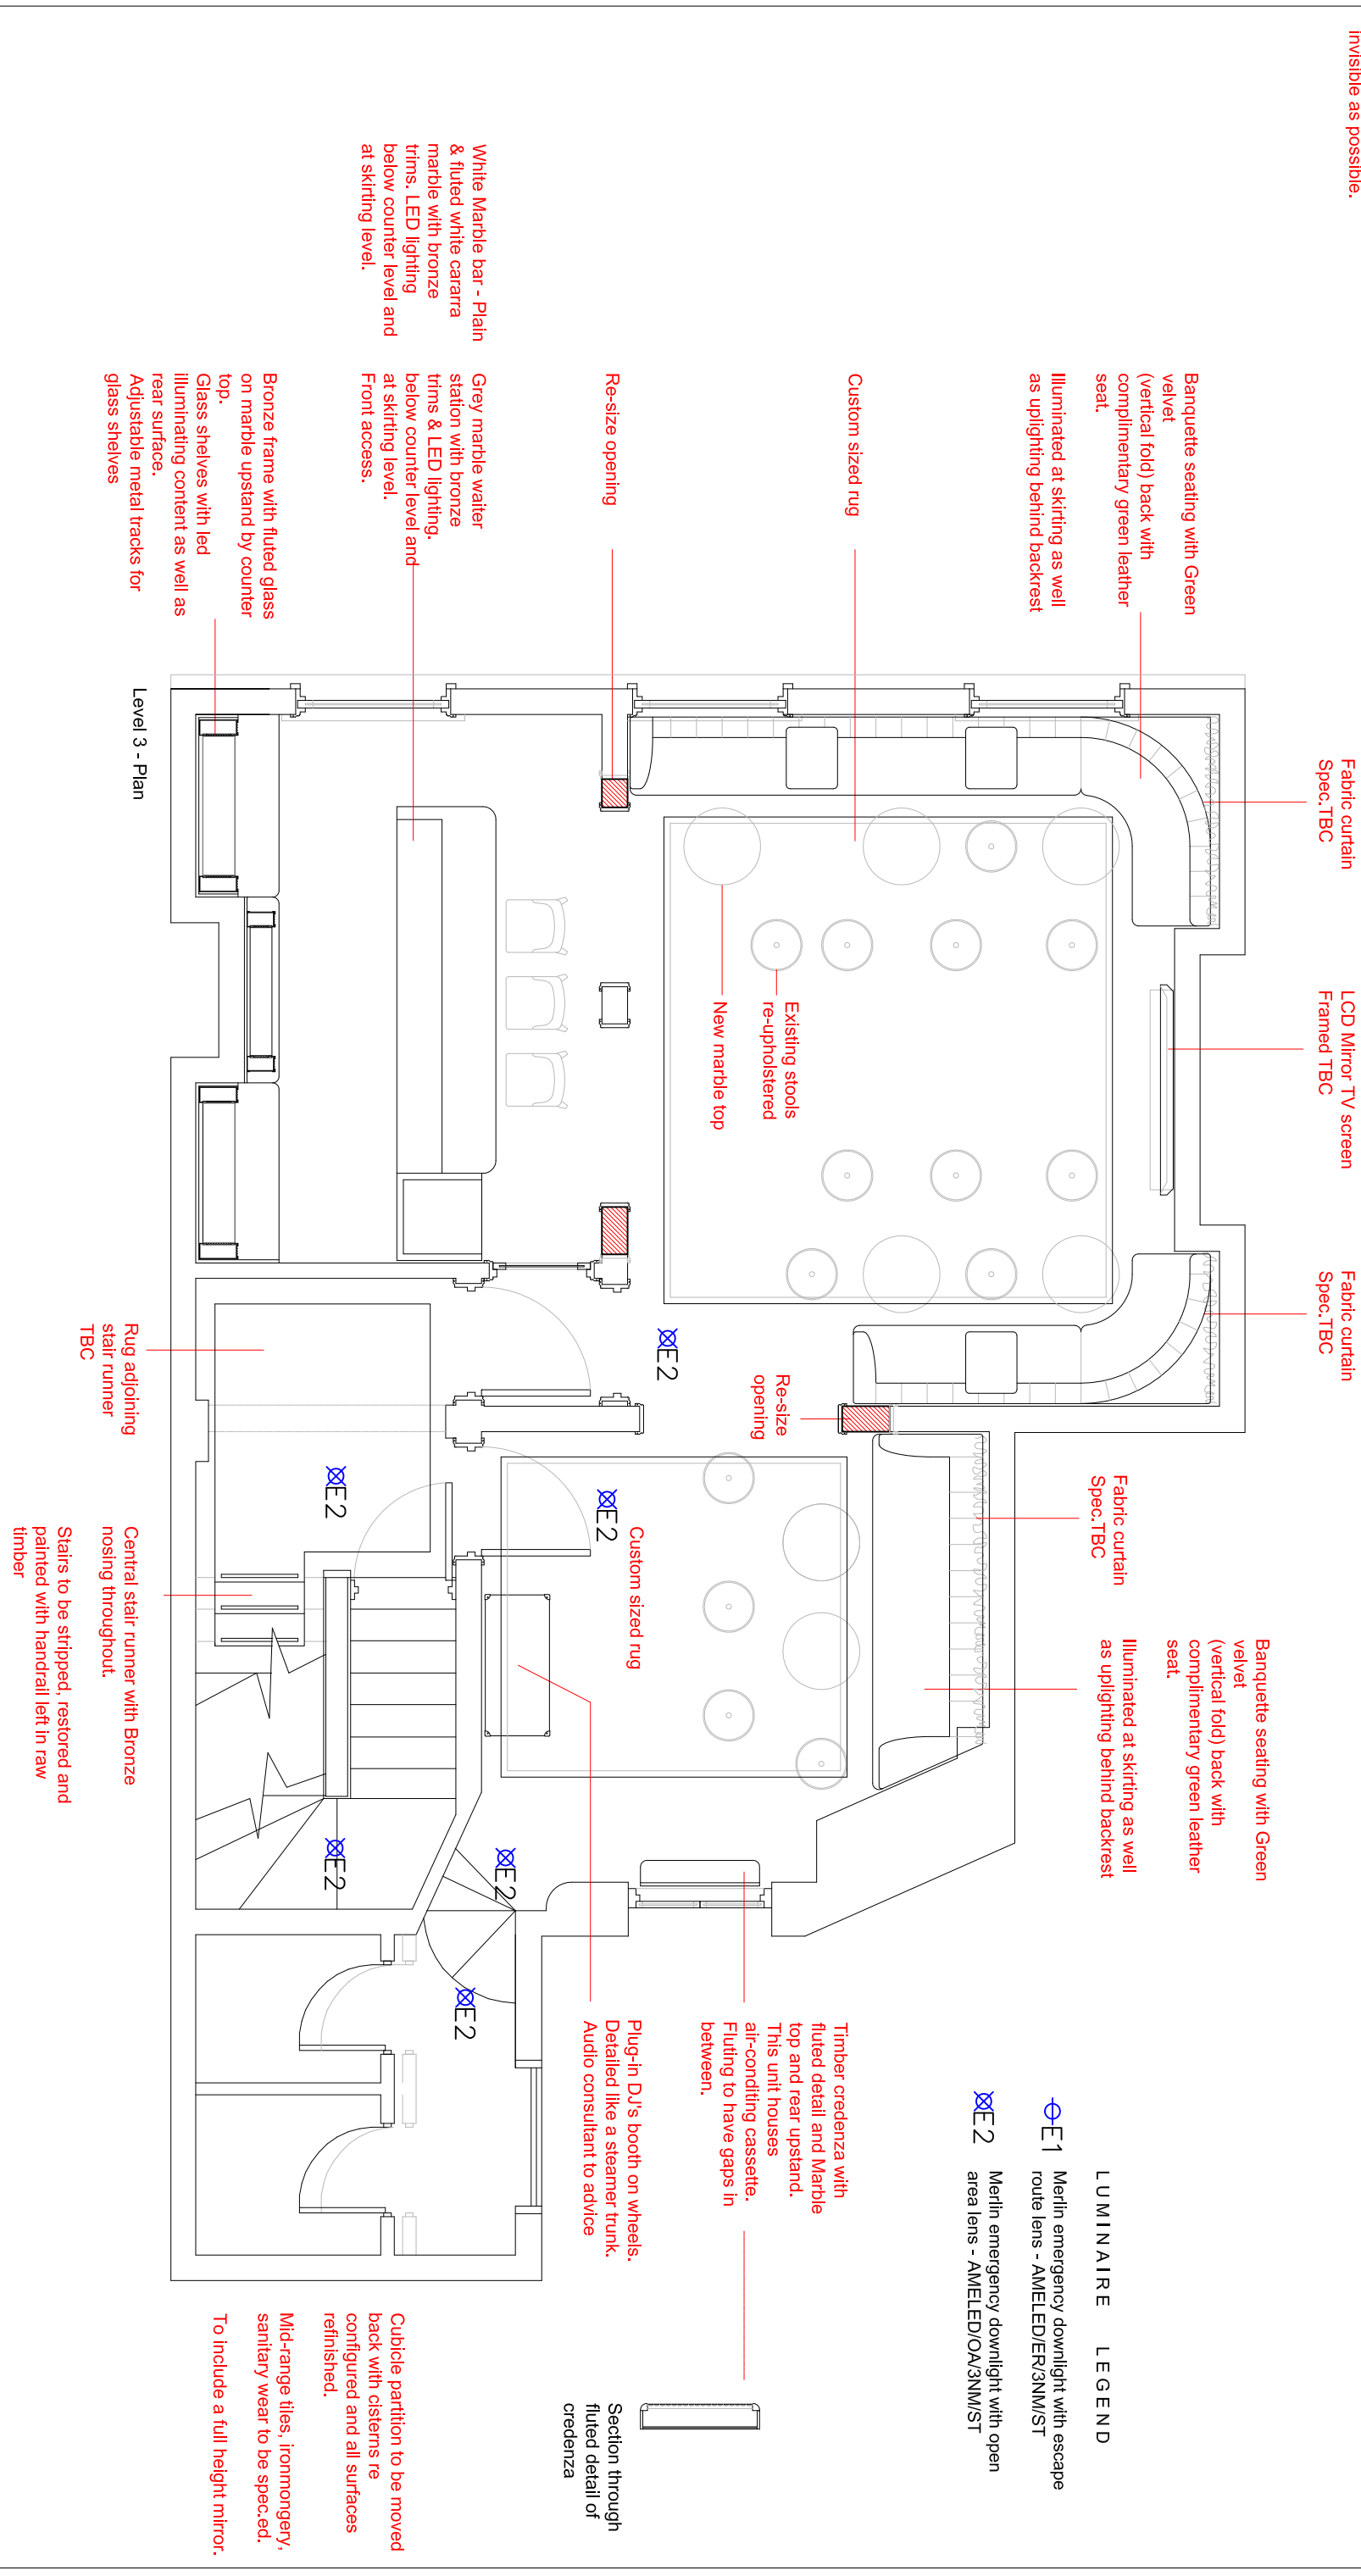 invisible as possible.
Fabric curtain
Spec.TBC
LCD Mirror TV screen
Framed TBC
Fabric curtain
Spec.TBC
Banquette seating with Green
velvet
(vertical fold) back with
complimentary green leather
seat.
Illuminated at skirting as well
as uplighting behind backrest
Custom sized rug
Re-size opening
White Marble bar - Plain
& fluted white cararra
marble with bronze
trims. LED lighting
below counter level and
at skirting level.
Grey marble waiter
station with bronze
trims & LED lighting.
below counter level and
at skirting level.
Front access.
Bronze frame with fluted glass
on marble upstand by counter
top.
Glass shelves with led
illuminating content as well as
rear surface.
Adjustable metal tracks for
glass shelves
Level 3 - Plan
Existing stools
re-upholstered
New marble top
Re-size
opening
E2
E2
E2
E2
E2
E2
Custom sized rug
Fabric curtain
Spec.TBC
Banquette seating with Green
velvet
(vertical fold) back with
complimentary green leather
seat.
Illuminated at skirting as well
as uplighting behind backrest
Rug adjoining
stair runner
TBC
Central stair runner with Bronze
nosing throughout.
Stairs to be stripped, restored and
painted with handrail left in raw
timber
Timber credenza with
fluted detail and Marble
top and rear upstand.
This unit houses
air-conditing cassette.
Fluting to have gaps in
between.
Plug-in DJ's booth on wheels.
Detailed like a steamer trunk.
Audio consultant to advice
LUMINAIRE LEGEND
E1 Merlin emergency downlight with escape
route lens - AMELED/ER/3NM/ST
E2 Merlin emergency downlight with open
area lens - AMELED/OA/3NM/ST
Section through
fluted detail of
credenza
Cubicle partition to be moved
back with cisterns re
configured and all surfaces
refinished.
Mid-range tiles, ironmongery,
sanitary wear to be spec.ed.
To include a full height mirror.